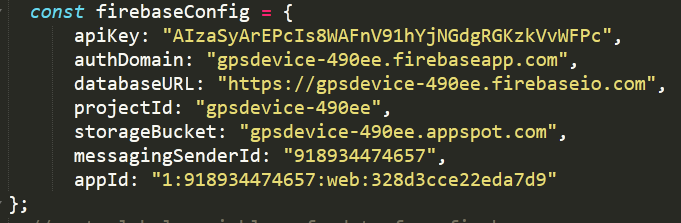 const firebaseConfig = {
apiKey: "AIzaSyArEPcIs8WAFnV91hYjNGdgRGKzkVvWFPc",
authDomain: "gpsdevice-490ee.firebaseapp.com",
databaseURL: "https://gpsdevice-490ee.firebaseio.com",
projectId: "gpsdevice-490ee",
storageBucket: "gpsdevice-490ee.appspot.com",
messagingSenderId: "918934474657",
appId: "1:918934474657:web:328d3cce22eda7d9"
};